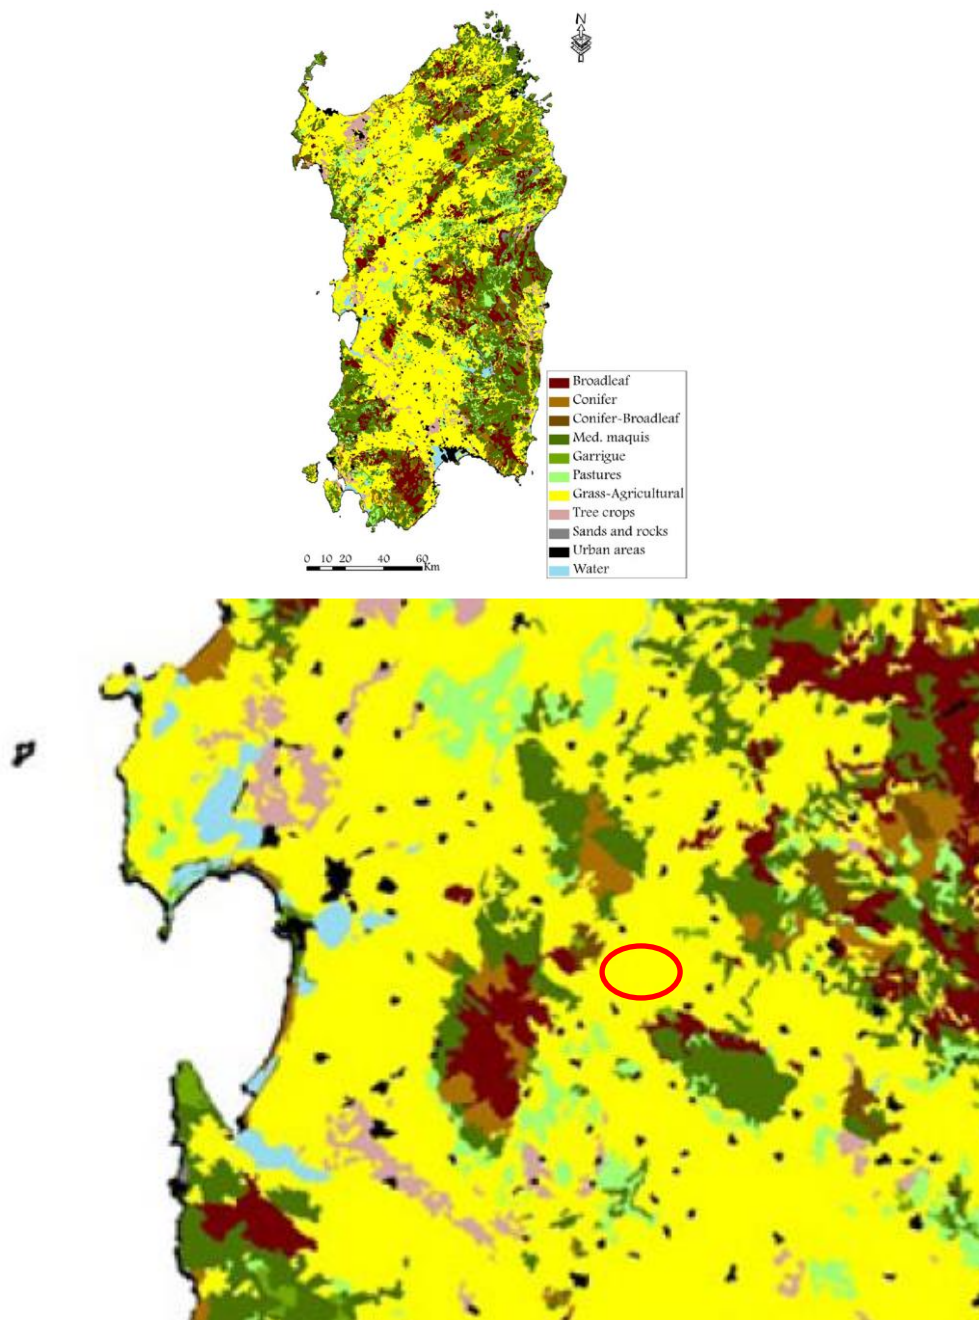 N
Broadleaf
Conifer
Conifer-Broadleaf
Med. maquis
Garrigue
Pastures
Grass-Agricultural
Tree crops
Sands and rocks
Urban areas
Water
0 10 20 40 60
Km